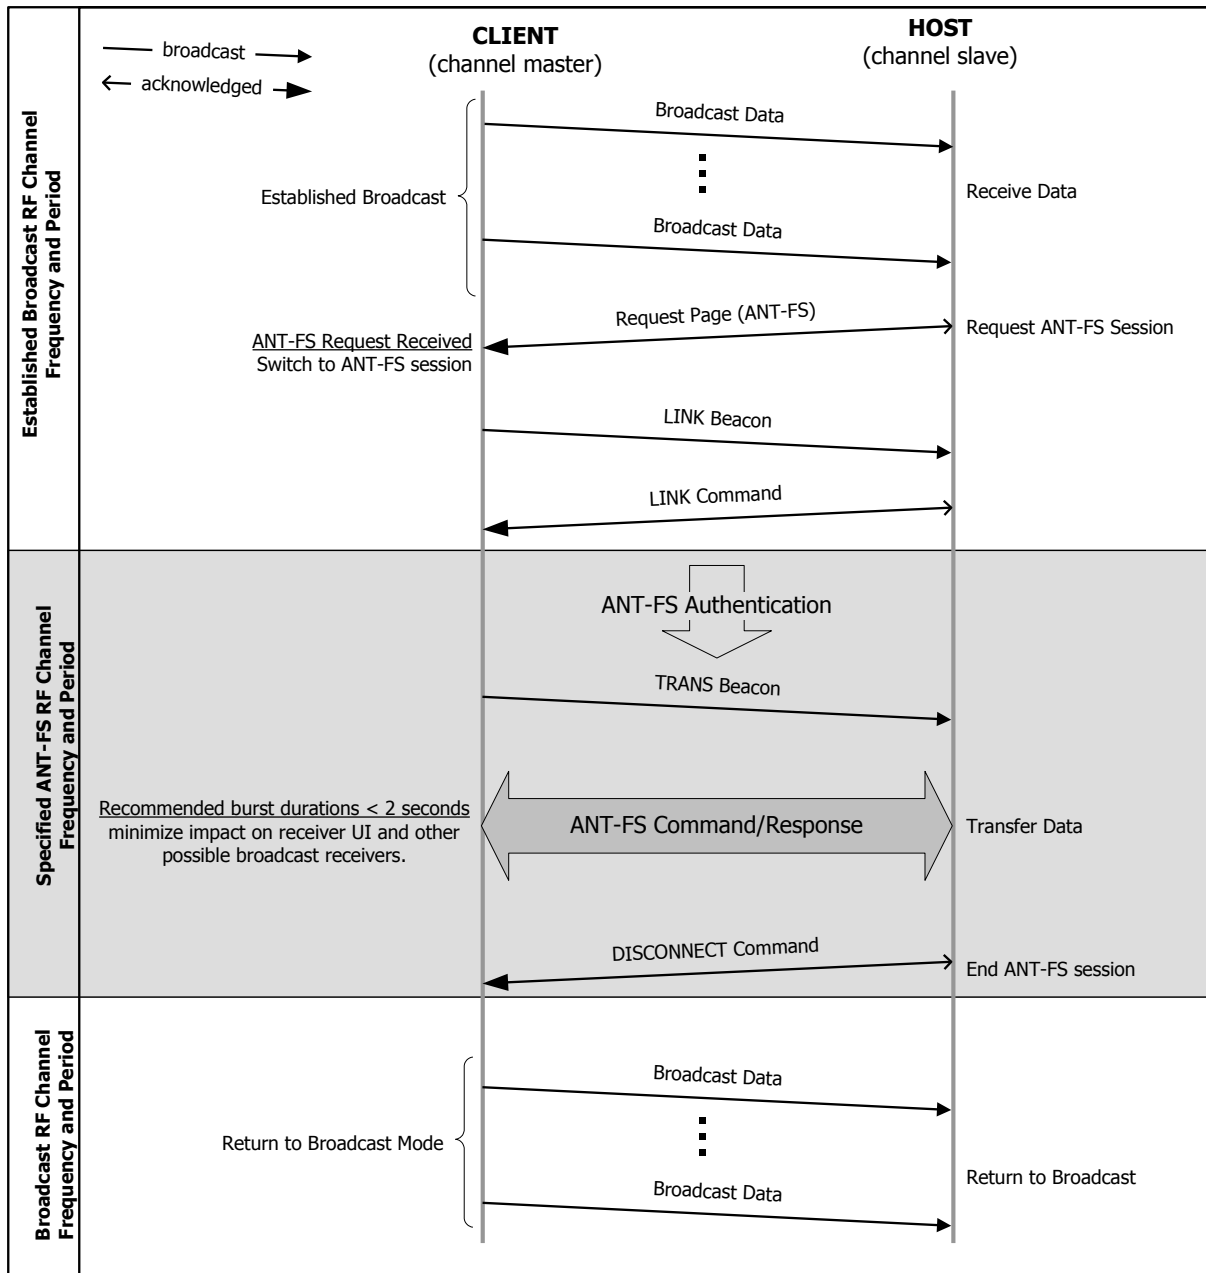 CLIENT
(channel master)
HOST
(channel slave)
broadcast
acknowledged
Established Broadcast RF Channel
Frequency and Period
Broadcast Data
Established Broadcast
Receive Data
Broadcast Data
Request Page (ANT-FS)
Request ANT-FS Session
ANT-FS Request Received
Switch to ANT-FS session
LINK Beacon
LINK Command
Specified ANT-FS RF Channel
Frequency and Period
ANT-FS Authentication
TRANS Beacon
Recommended burst durations < 2 seconds
minimize impact on receiver UI and other
possible broadcast receivers.
ANT-FS Command/Response
Transfer Data
DISCONNECT Command
End ANT-FS session
Broadcast RF Channel
Frequency and Period
Broadcast Data
Return to Broadcast Mode
Return to Broadcast
Broadcast Data